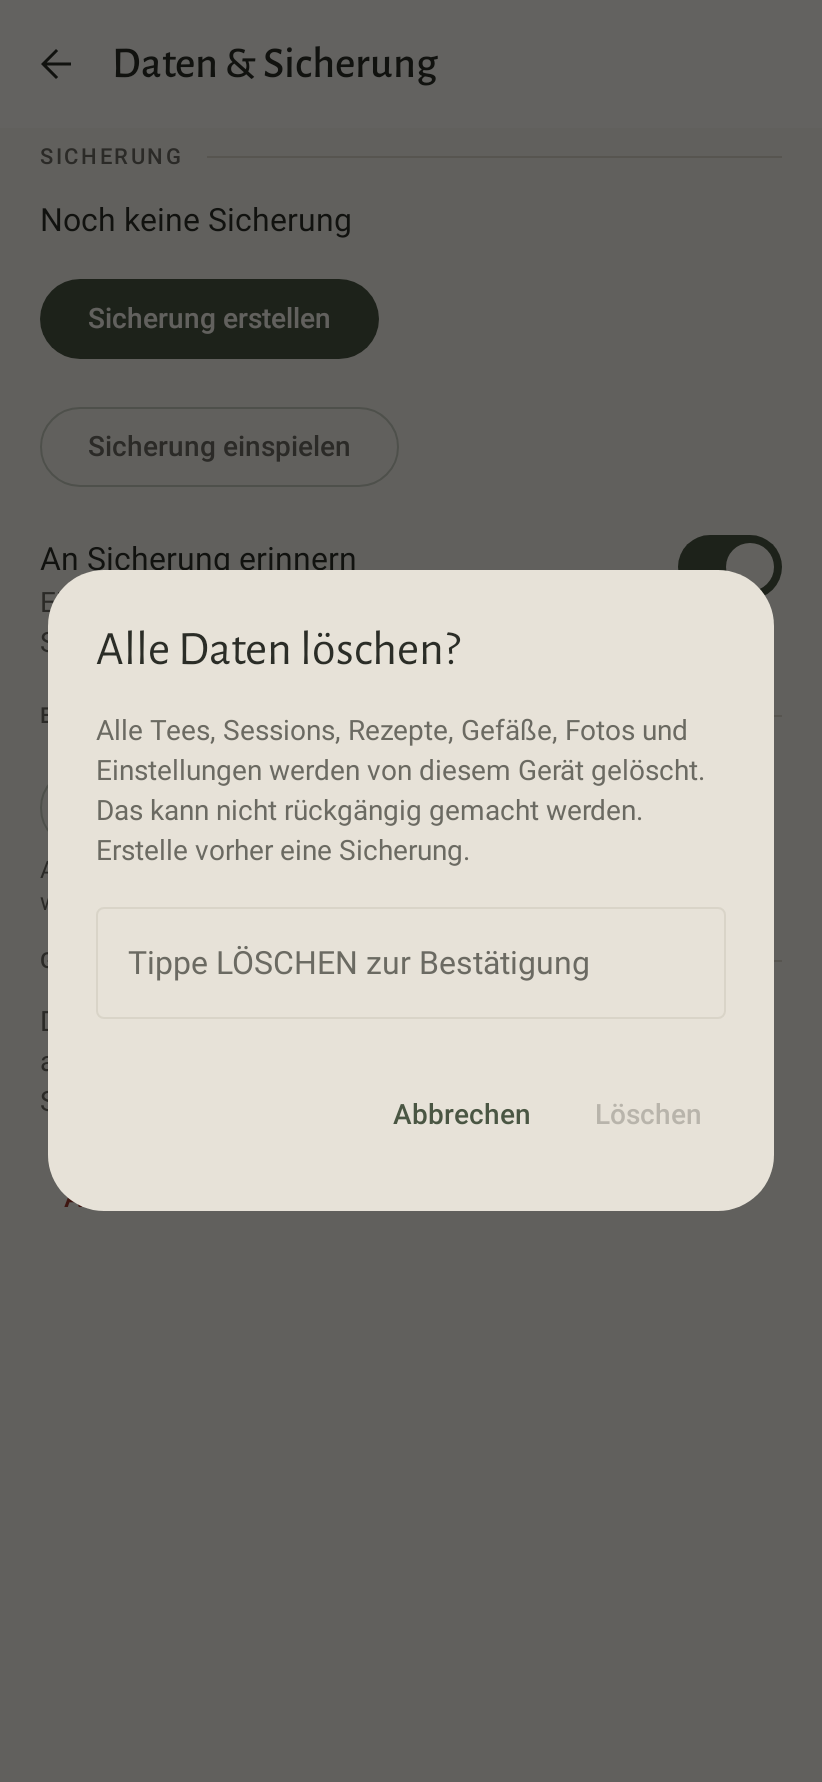 Daten & Sicherung
SICHERUNG
Noch keine Sicherung
Sicherung erstellen
Sicherung einspielen
An Sicherung erinnern
Alle Daten löschen?
Alle Tees, Sessions, Rezepte, Gefäße, Fotos und
Einstellungen werden von diesem Gerät gelöscht.
Das kann nicht rückgängig gemacht werden.
Erstelle vorher eine Sicherung.
Tippe LÖSCHEN zur Bestätigung
Abbrechen
Löschen